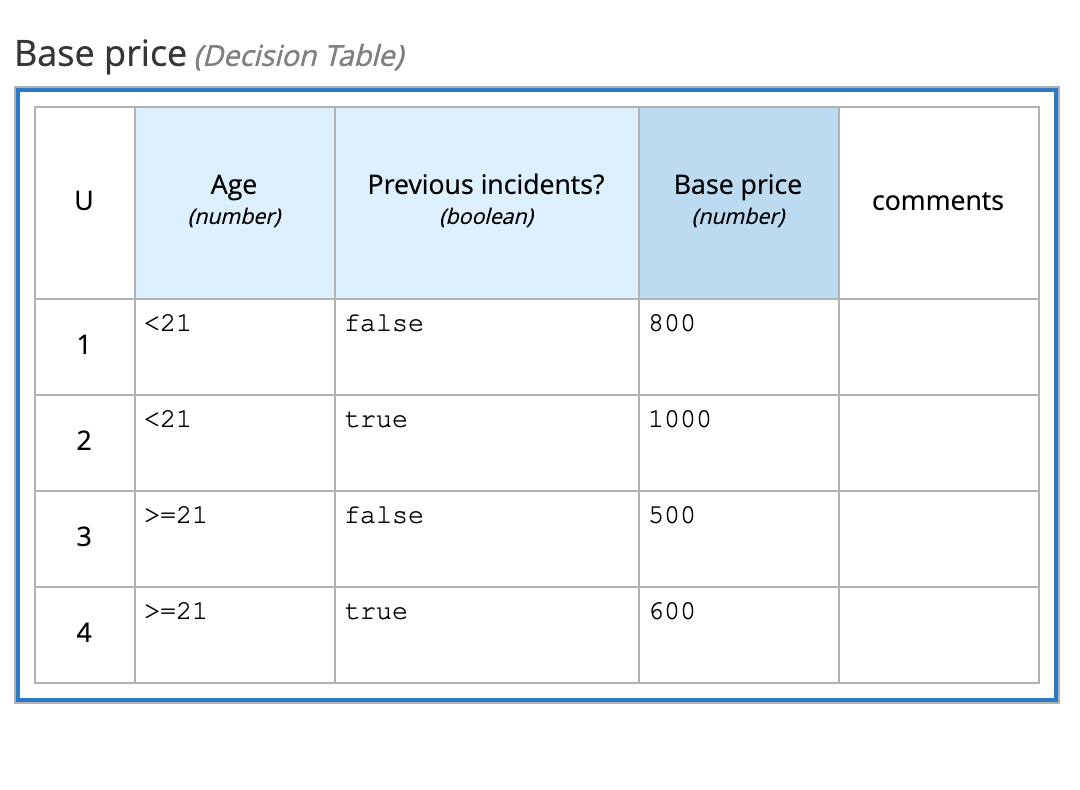 Base price (Decision Table)
U Age Previous incidents? Base price comments
(number) (boolean) (number)
1 <21 false 800
2 <21 true 1000
3 >=21 false 500
4 >=21 true 600